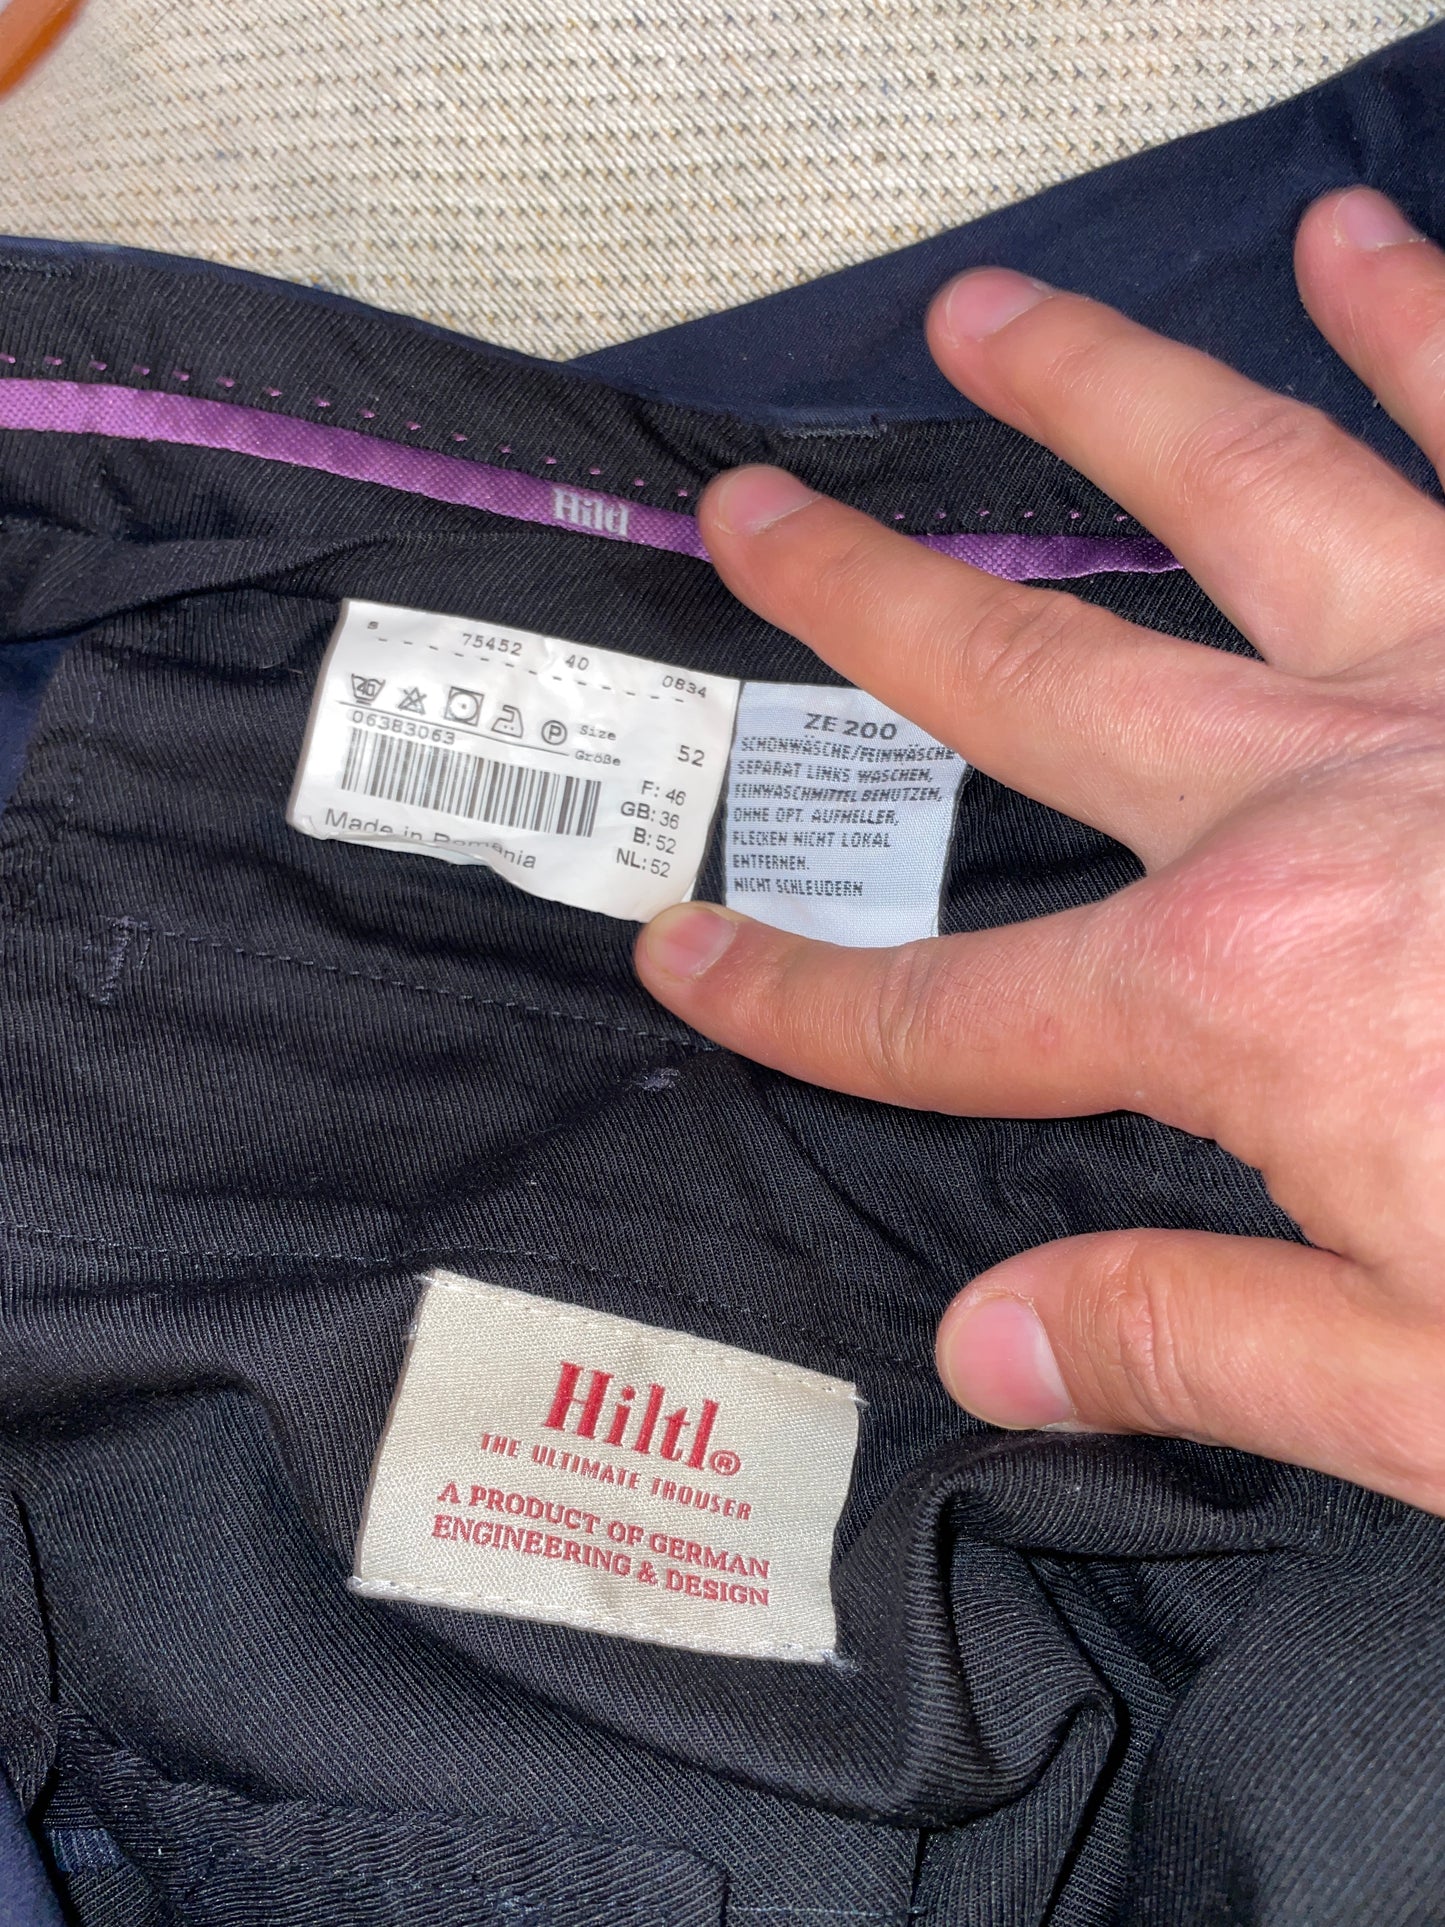 Hiltl
s 75452 40 0834
40 P Size 52
06383063 Größe
F: 46
GB: 36
B: 52
NL: 52
Made in Romania
ZE 200
SCHONWÄSCHE/FEINWÄSCHE
SEPARAT LINKS WASCHEN,
FEINWASCHMITTEL BENUTZEN,
OHNE OPT. AUFHELLER,
FLECKEN NICHT LOKAL
ENTFERNEN.
NICHT SCHLEUDERN
Hiltl®
THE ULTIMATE TROUSER
A PRODUCT OF GERMAN
ENGINEERING & DESIGN